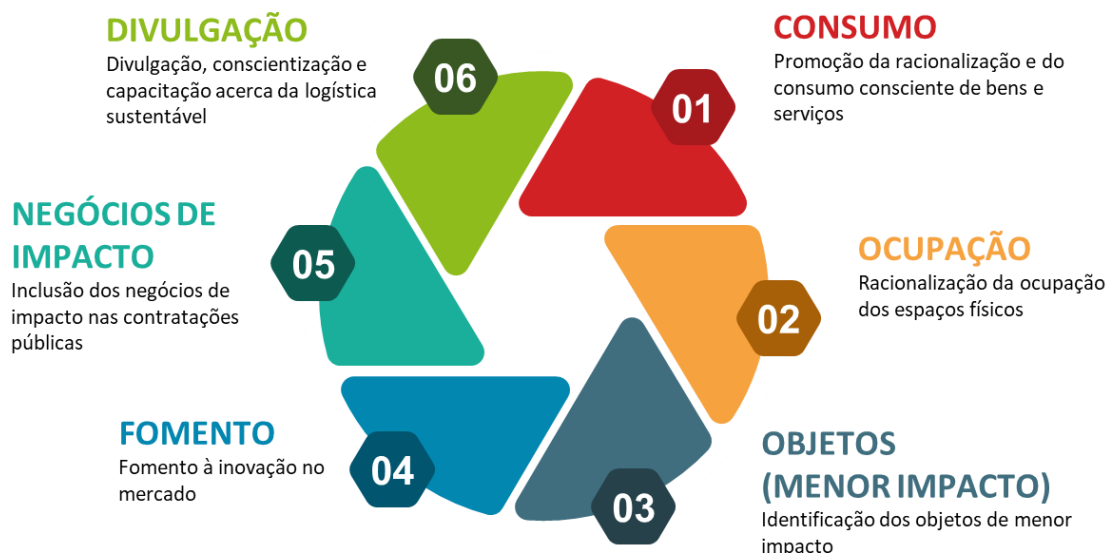 CONSUMO
Promoção da racionalização e do
consumo consciente de bens e
serviços
01
OCUPAÇÃO
Racionalização da ocupação
dos espaços físicos
02
OBJETOS
(MENOR IMPACTO)
Identificação dos objetos de menor
impacto
03
FOMENTO
Fomento à inovação no
mercado
04
NEGÓCIOS DE
IMPACTO
Inclusão dos negócios de
impacto nas contratações
públicas
05
DIVULGAÇÃO
Divulgação, conscientização e
capacitação acerca da logística
sustentável
06